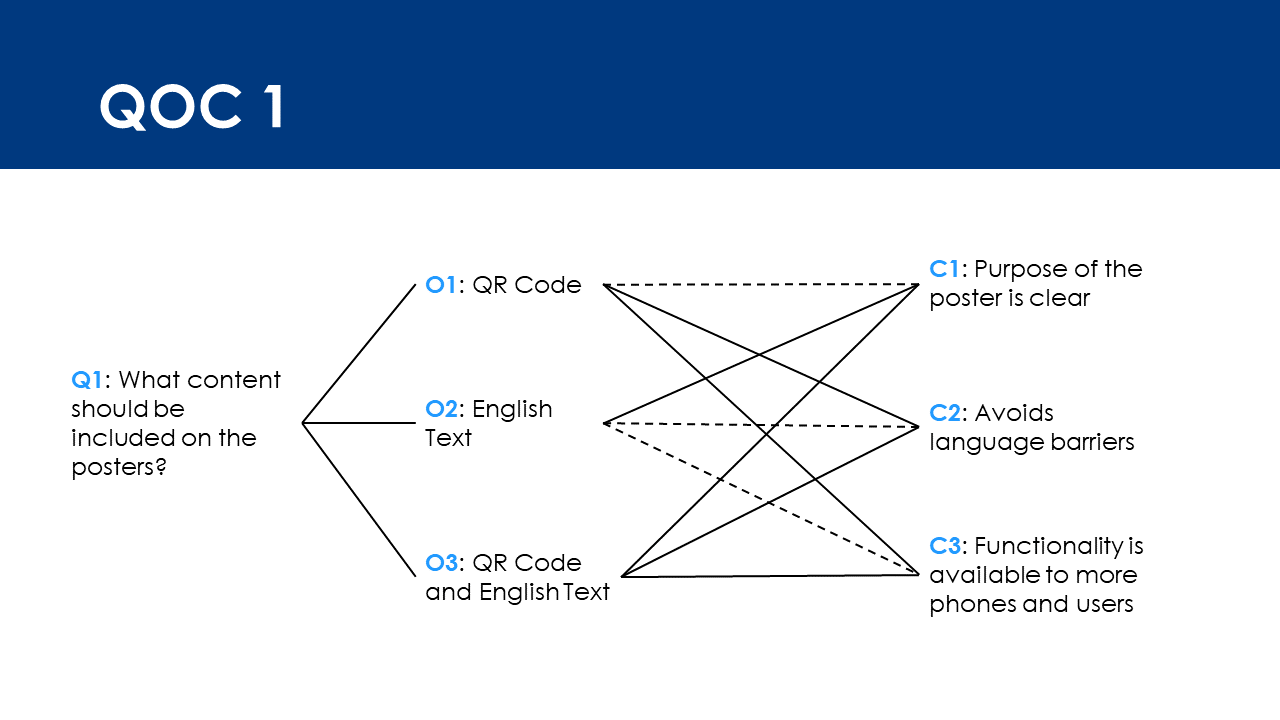 QOC 1
Q1: What content
should be
included on the
posters?
O1: QR Code
O2: English
Text
O3: QR Code
and English Text
C1: Purpose of the
poster is clear
C2: Avoids
language barriers
C3: Functionality is
available to more
phones and users